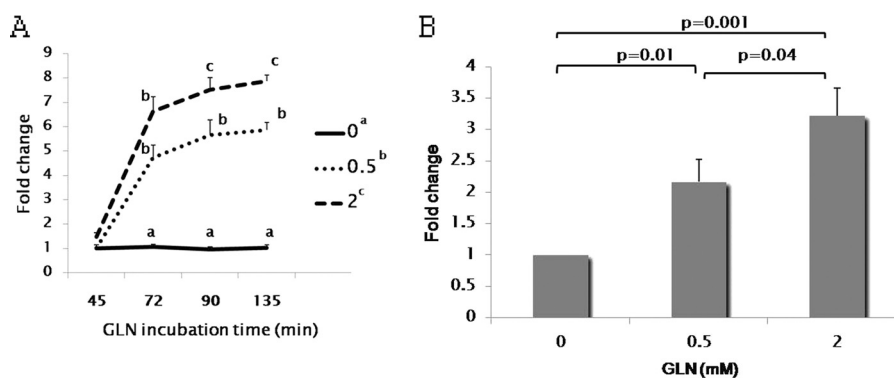 A
9
8
7
6
5
4
3
2
1
0
Fold change
b
c
c
b
b
b
a
a
a
0a
0.5b
2c
45 72 90 135
GLN incubation time (min)
B
p=0.001
p=0.01 p=0.04
4
3.5
3
2.5
2
1.5
1
0.5
0
Fold change
0 0.5 2
GLN (mM)